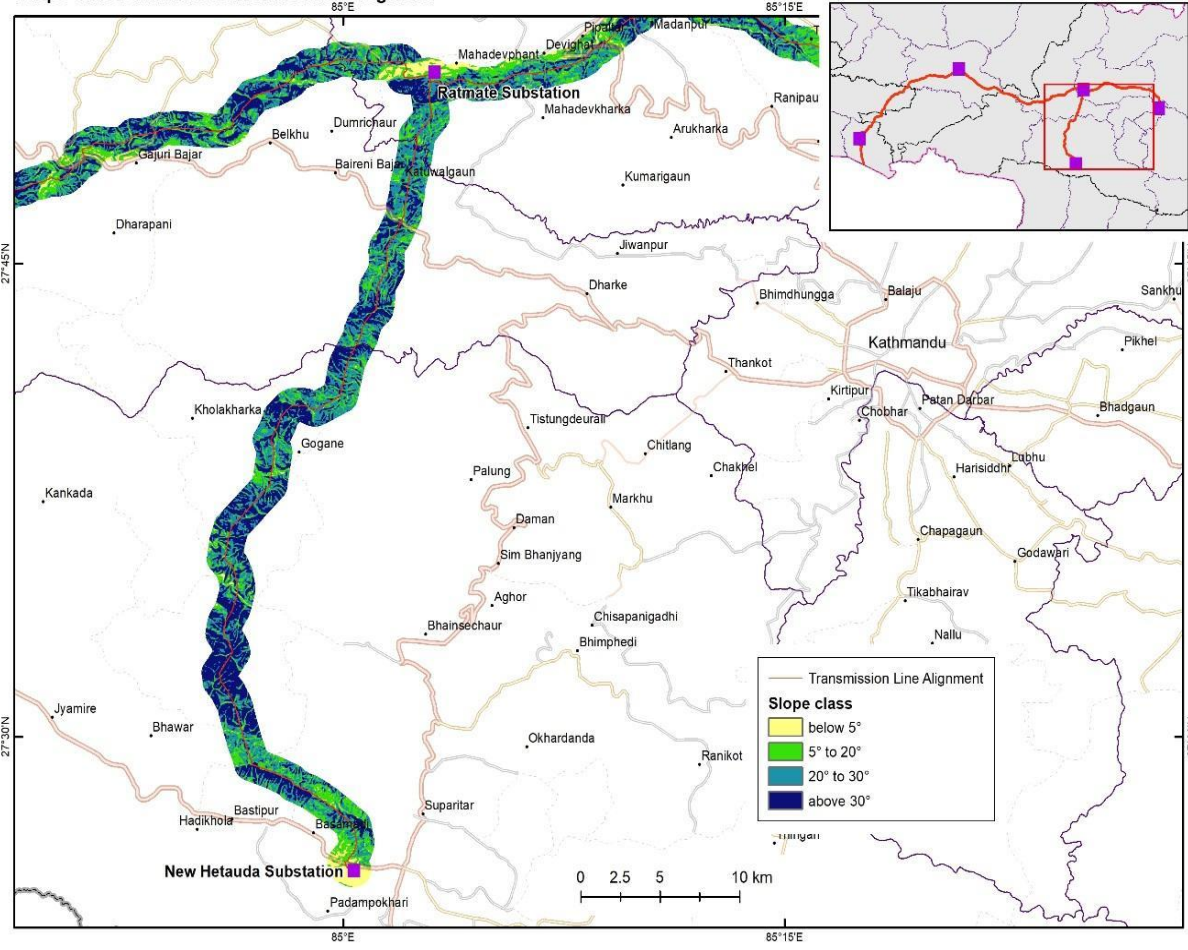 85°E
85°15'E
Pipaltar
Madanpur
Devighat
Mahadevphant
Ratmate Substation
Mahadevkharka
Ranipau
Dumrichaur
Arukharka
Belkhu
Gajuri Bajar
Baireni Bajar
Katuwalgaun
Kumarigaun
Dharapani
Jiwanpur
27°45'N
Dharke
Bhimdhungga
Balaju
Sankhu
Kathmandu
Pikhel
Thankot
Kirtipur
Patan Darbar
Kholakharka
Chobhar
Bhadgaun
Tistungdeurali
Gogane
Chitlang
Lubhu
Palung
Chakhel
Harisiddhi
Kankada
Markhu
Daman
Chapagaun
Sim Bhanjyang
Godawari
Aghor
Tikabhairav
Chisapanigadhi
Bhainsechaur
Nallu
Bhimphedi
Transmission Line Alignment
Slope class
below 5°
5° to 20°
20° to 30°
above 30°
Jyamire
Bhawar
27°30'N
Okhardanda
Ranikot
Suparitar
Bastipur
Hadikhola
New Hetauda Substation
0 2.5 5 10 km
Padampokhari
85°E
85°15'E